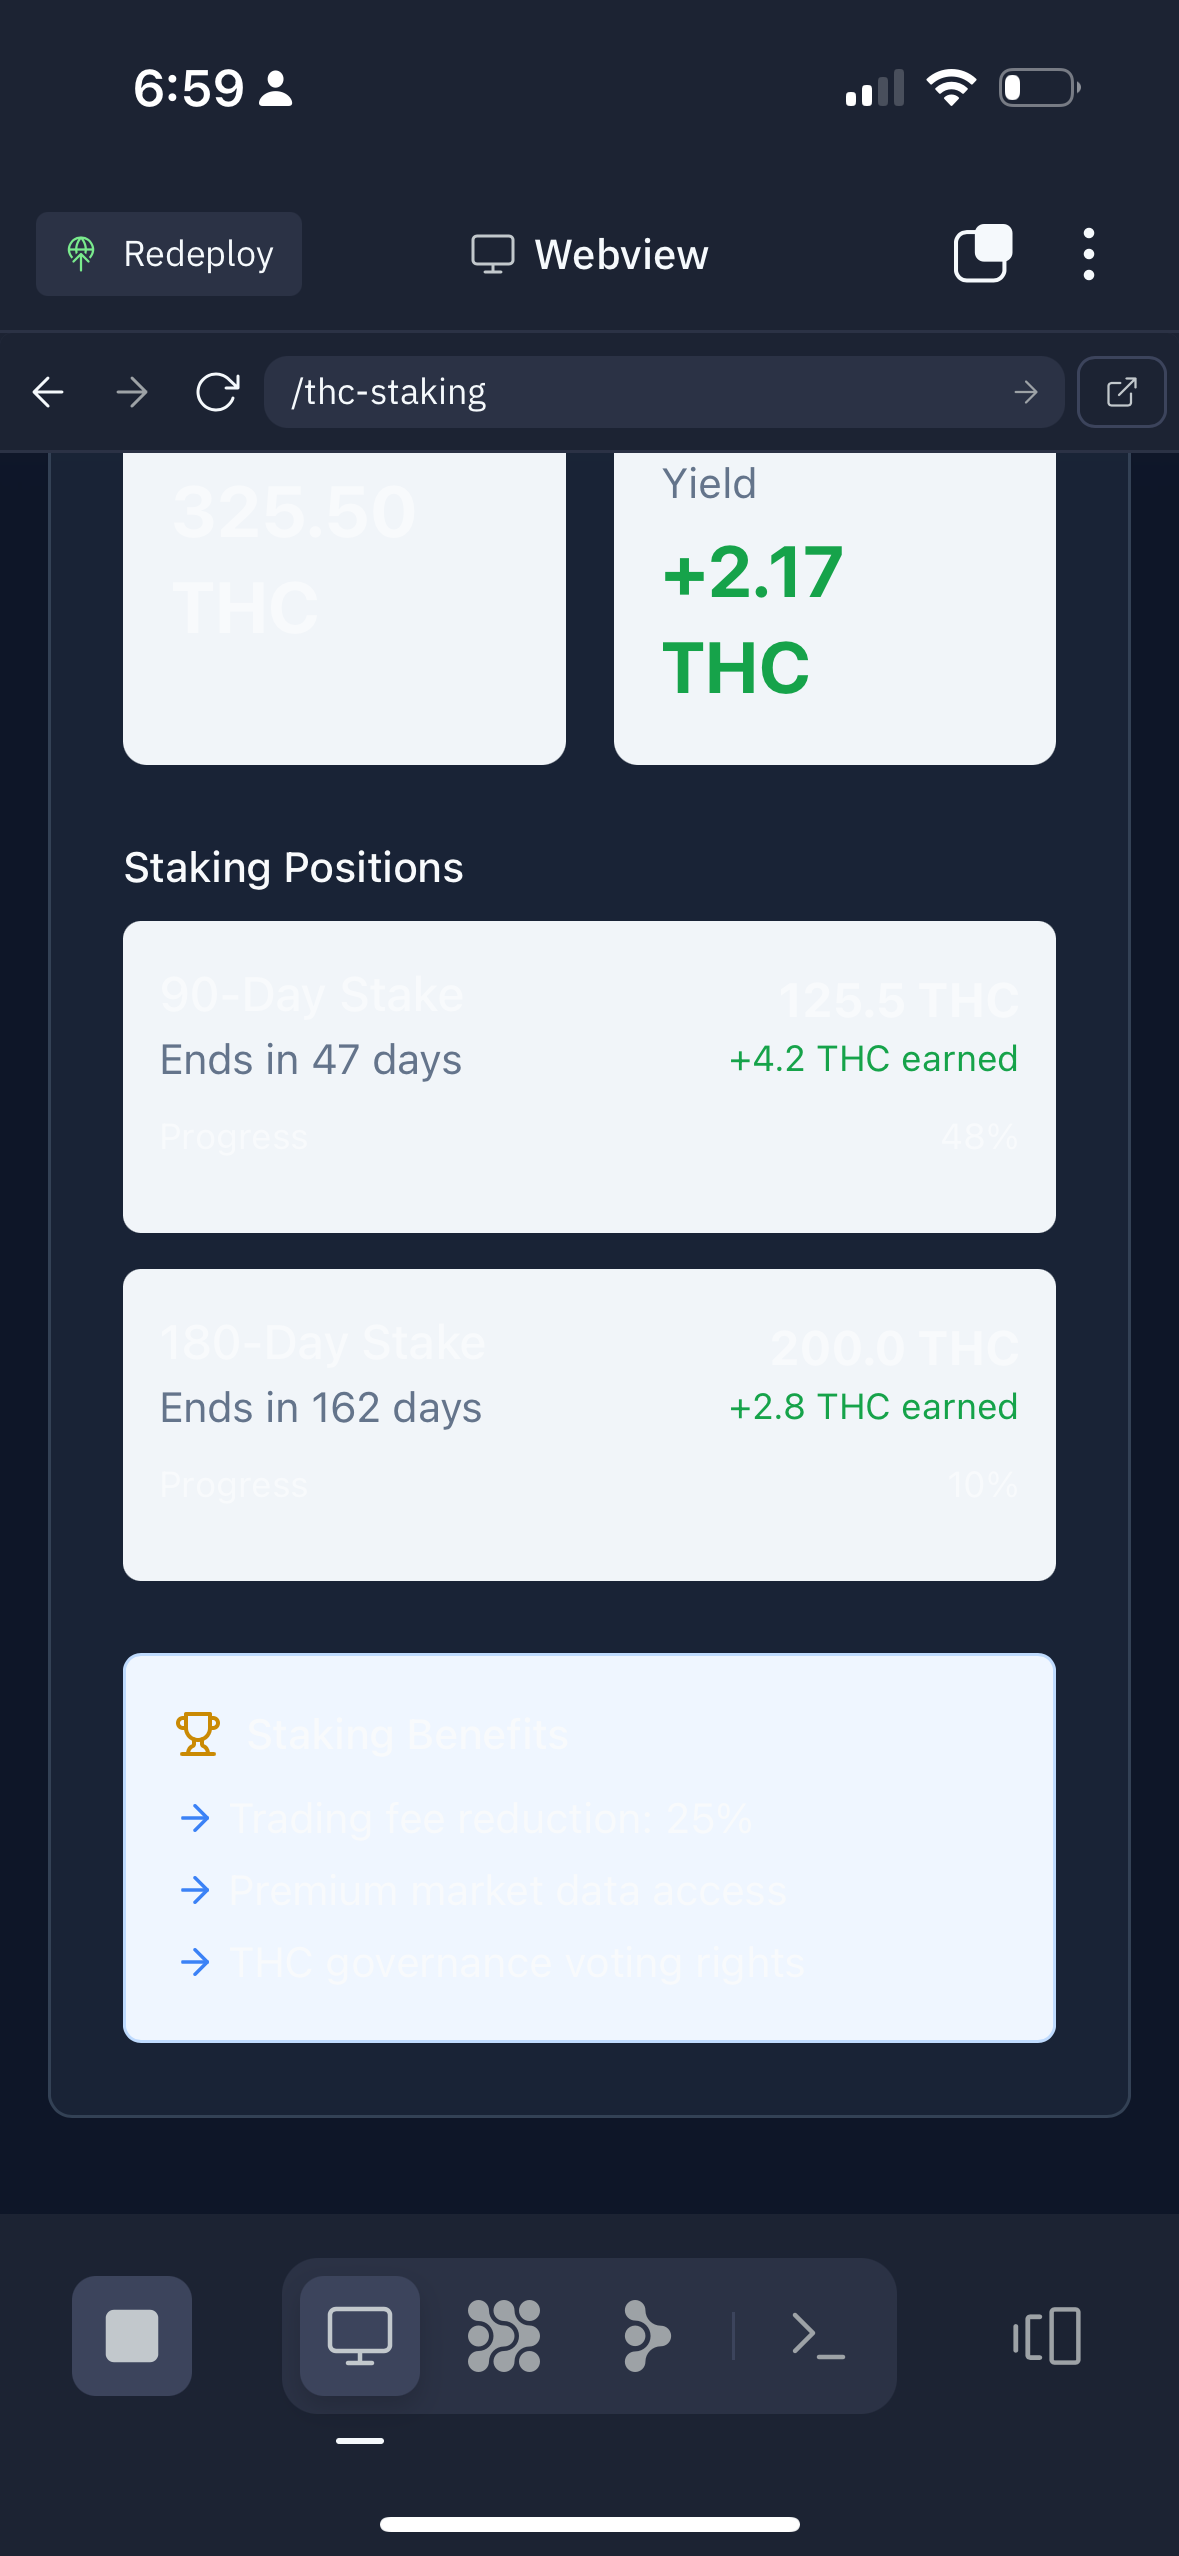 6:59
Redeploy
Webview
/thc-staking
325.50
THC
Yield
+2.17
THC
Staking Positions
90-Day Stake
125.5 THC
Ends in 47 days
+4.2 THC earned
Progress
48%
180-Day Stake
200.0 THC
Ends in 162 days
+2.8 THC earned
Progress
10%
Staking Benefits
Trading fee reduction: 25%
Premium market data access
THC governance voting rights